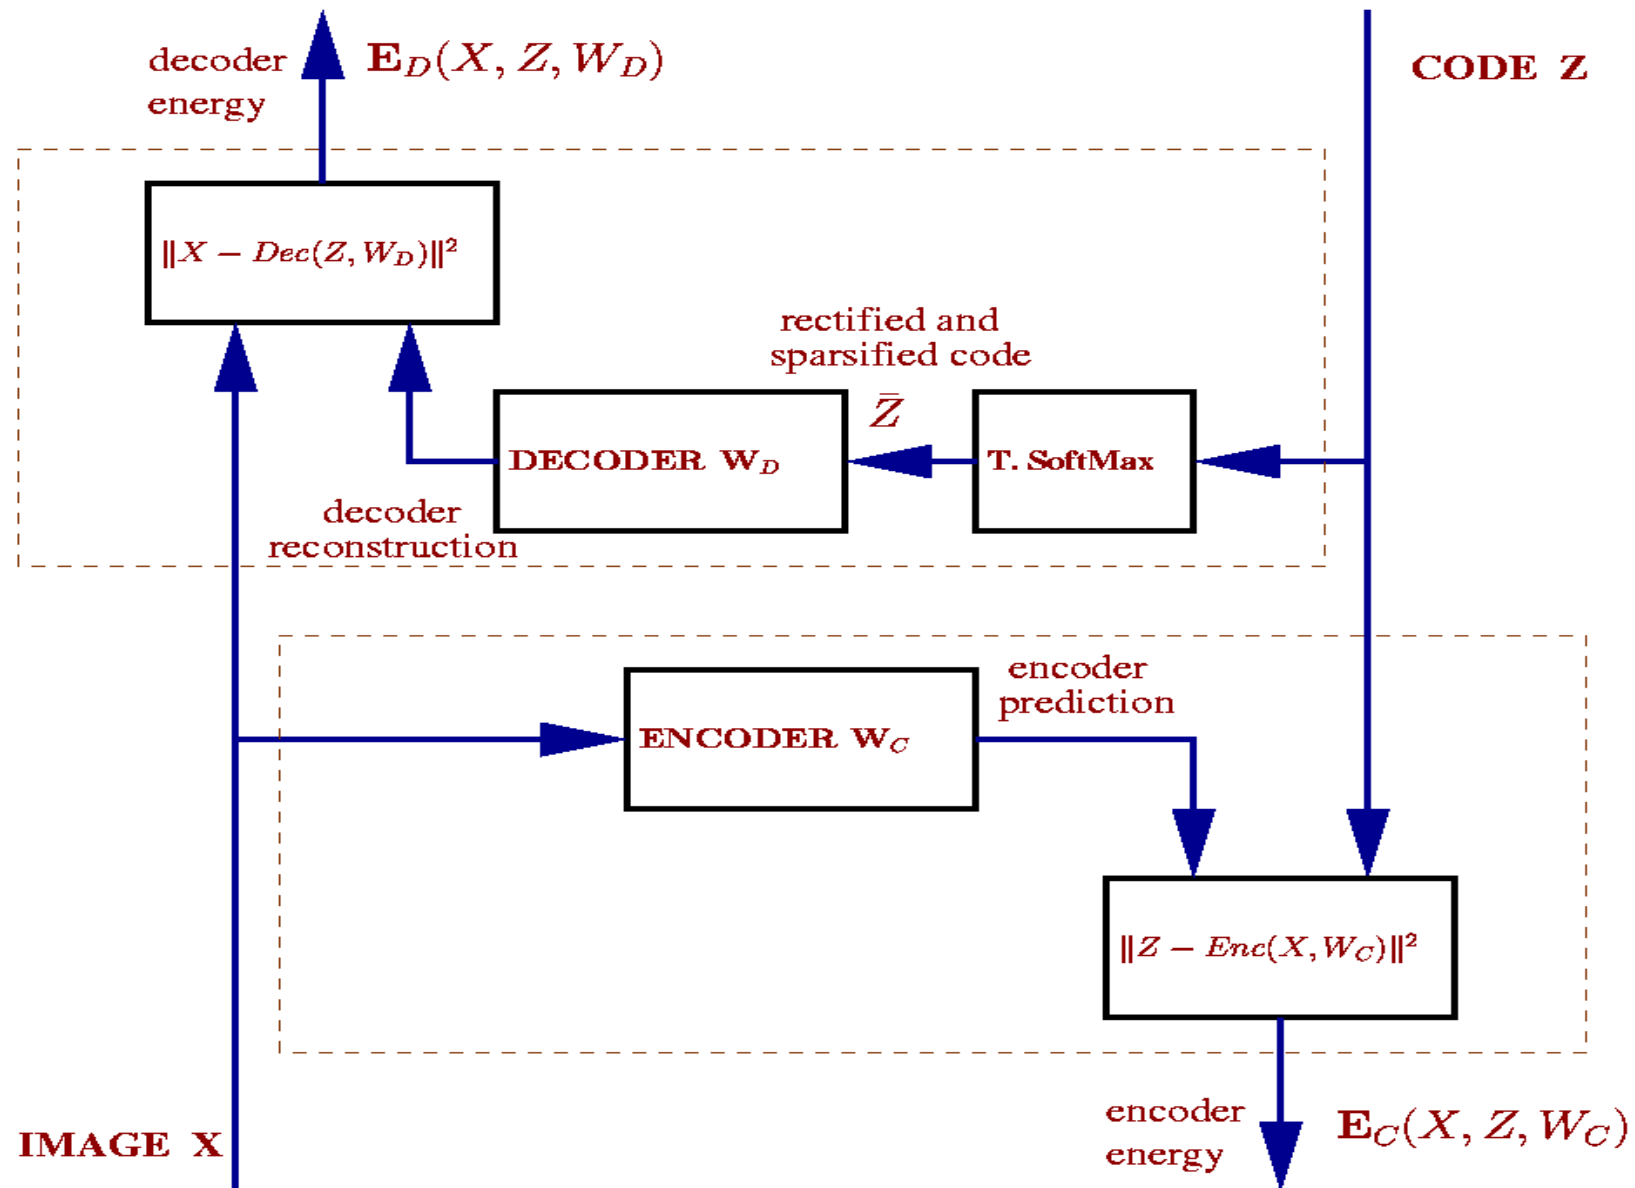 decoder
energy
E_D(X, Z, W_D)
CODE Z
‖X − Dec(Z, W_D)‖²
rectified and
sparsified code
Z̄
DECODER W_D
T. SoftMax
decoder
reconstruction
encoder
prediction
ENCODER W_C
‖Z − Enc(X, W_C)‖²
encoder
energy
E_C(X, Z, W_C)
IMAGE X